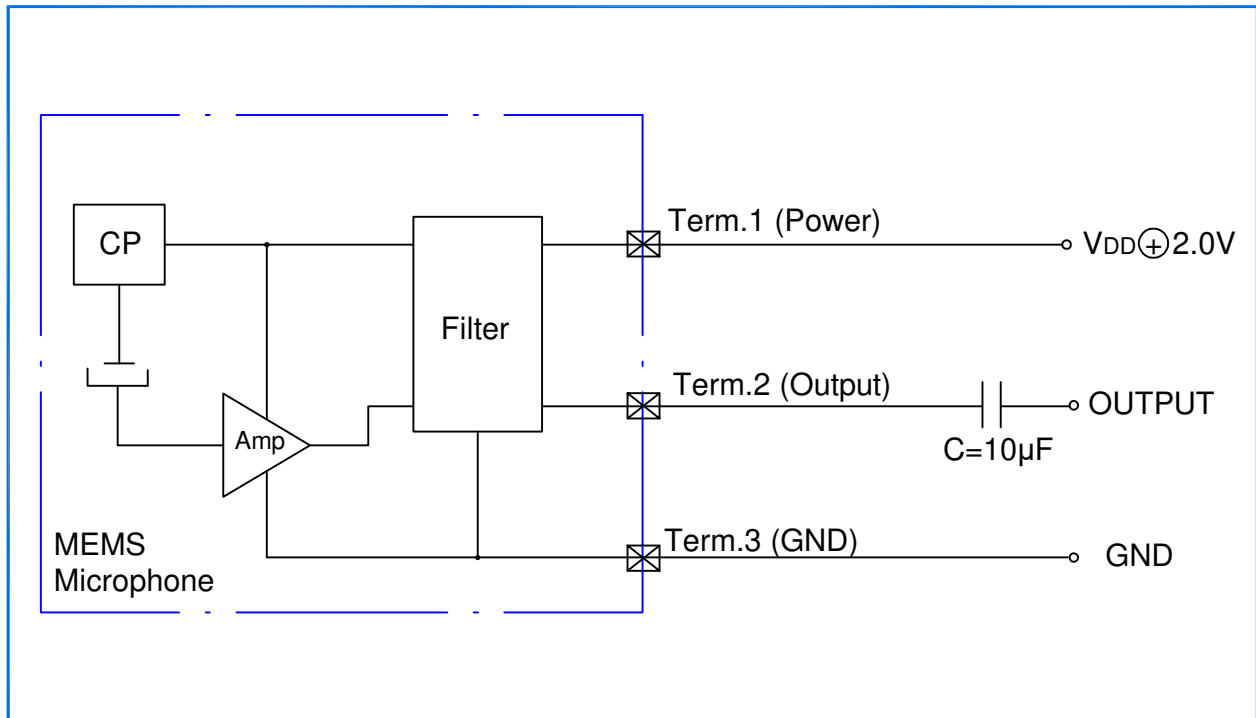 CP
Filter
Amp
MEMS
Microphone
Term.1 (Power)
VDD+2.0V
Term.2 (Output)
OUTPUT
C=10µF
Term.3 (GND)
GND